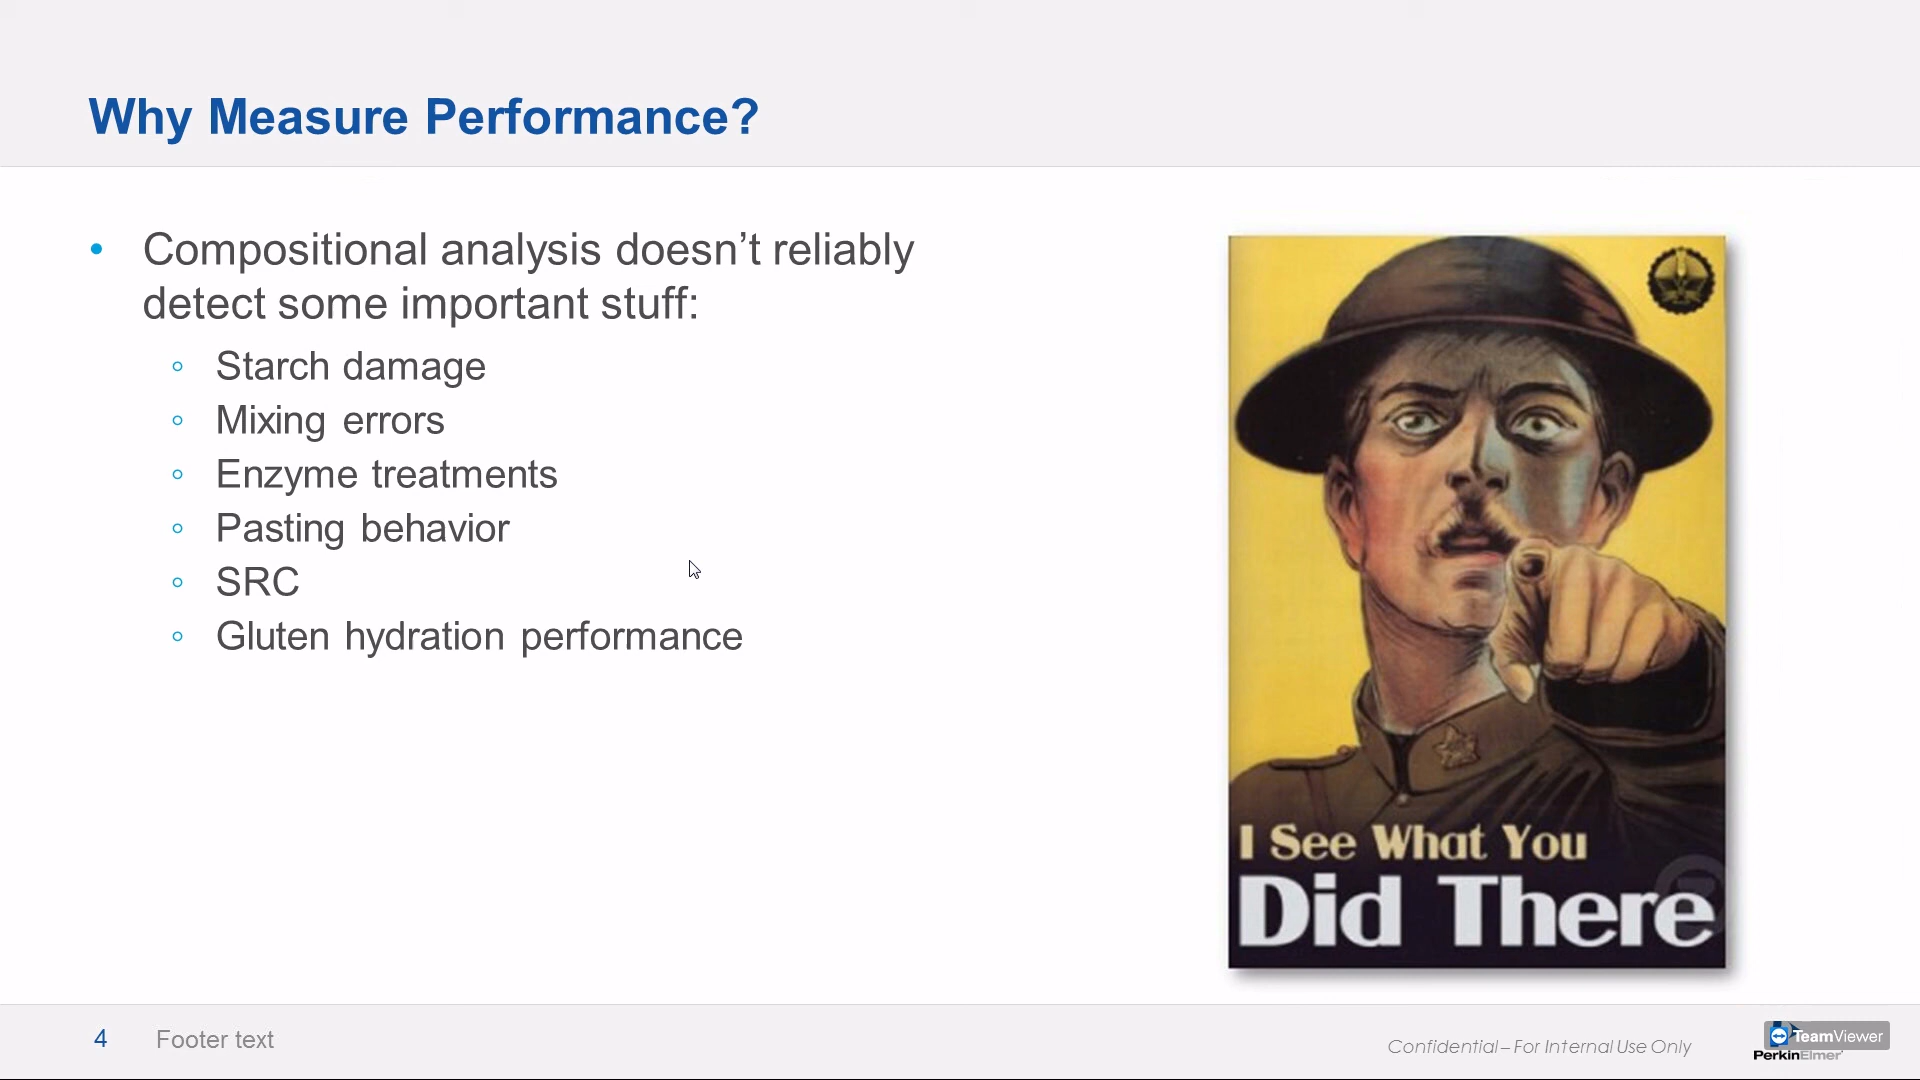 Why Measure Performance?
• Compositional analysis doesn’t reliably
detect some important stuff:
◦ Starch damage
◦ Mixing errors
◦ Enzyme treatments
◦ Pasting behavior
◦ SRC
◦ Gluten hydration performance
I See What You
Did There
4 Footer text
Confidential – For Internal Use Only
TeamViewer
PerkinElmer